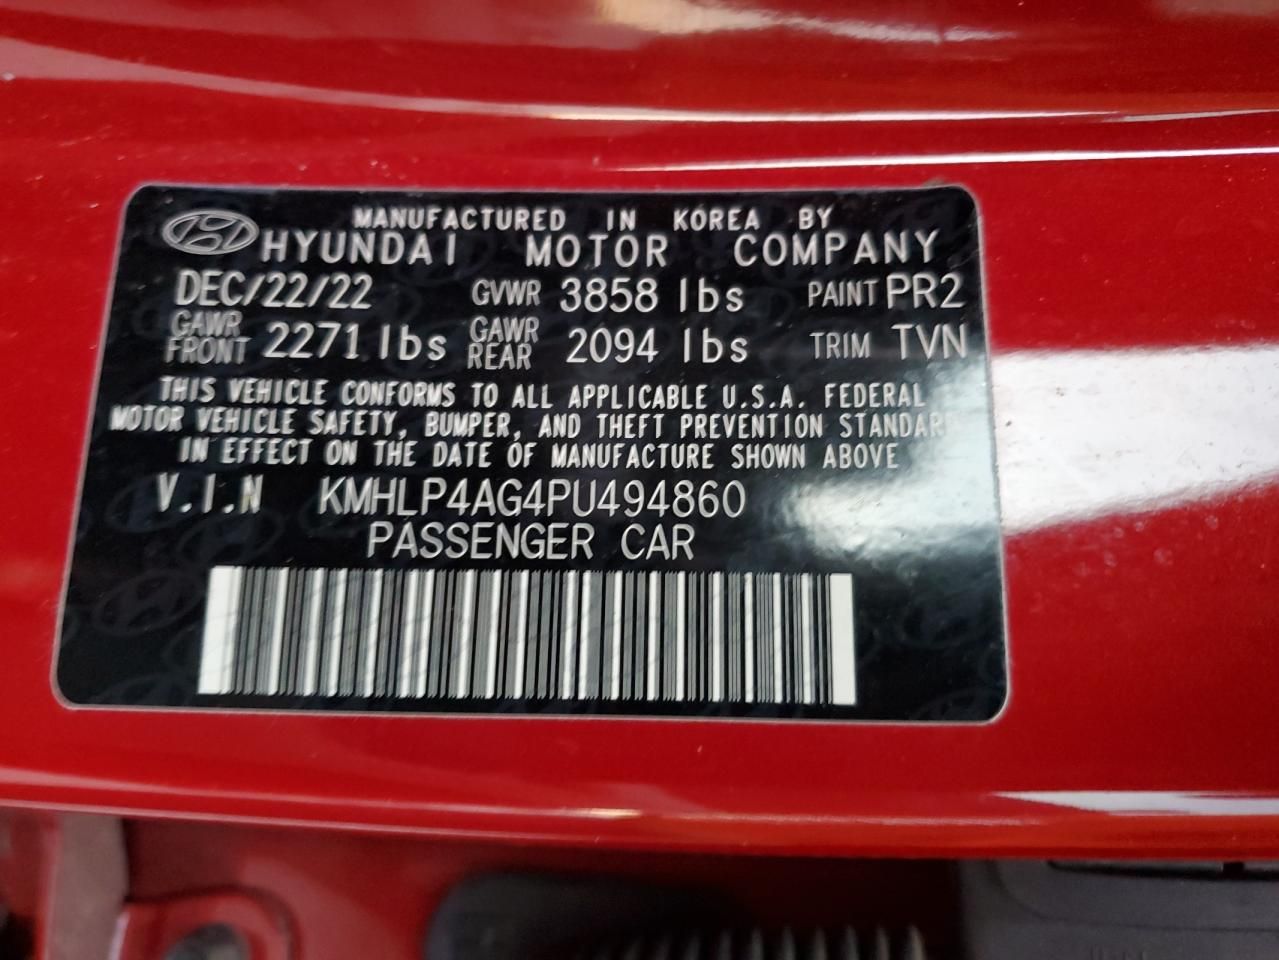 MANUFACTURED IN KOREA BY
HYUNDAI MOTOR COMPANY
DEC/22/22 GVWR 3858 lbs PAINT PR2
GAWR FRONT 2271 lbs GAWR REAR 2094 lbs TRIM TVN
THIS VEHICLE CONFORMS TO ALL APPLICABLE U.S.A. FEDERAL
MOTOR VEHICLE SAFETY, BUMPER, AND THEFT PREVENTION STANDARDS
IN EFFECT ON THE DATE OF MANUFACTURE SHOWN ABOVE
V.I.N KMHLP4AG4PU494860
PASSENGER CAR